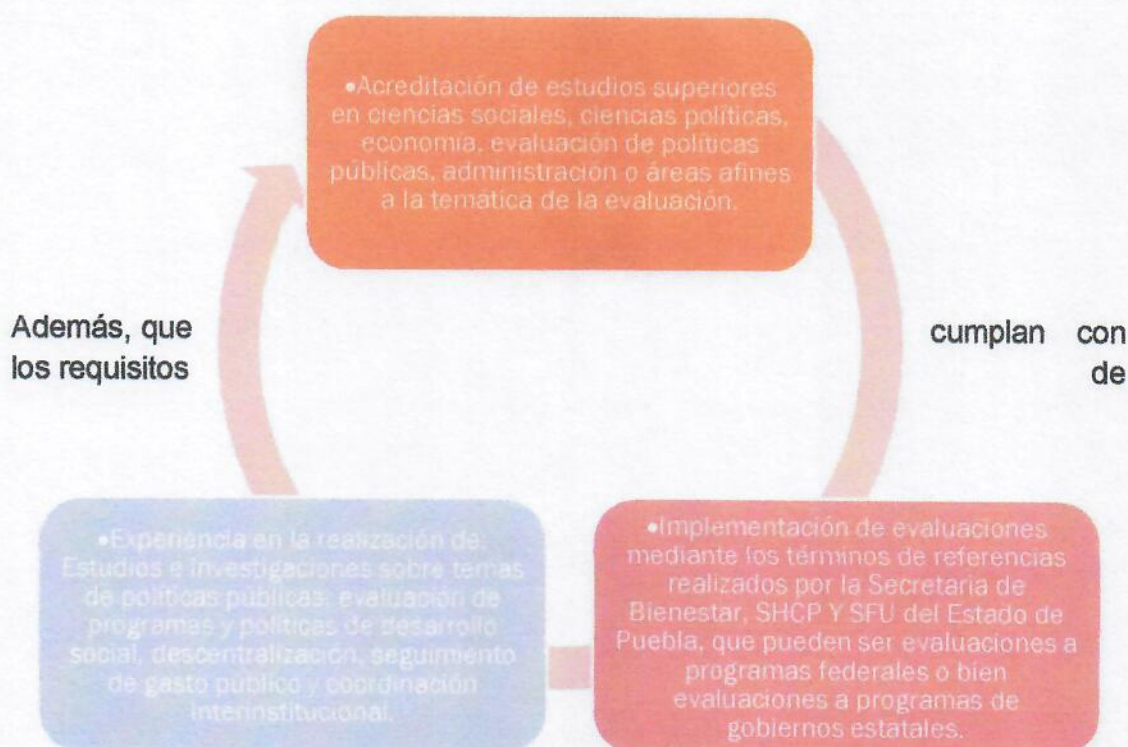 •Acreditación de estudios superiores
en ciencias sociales, ciencias políticas,
economía, evaluación de políticas
públicas, administración o áreas afines
a la temática de la evaluación.
Además, que cumplan con
los requisitos de
•Experiencia en la realización de:
Estudios e investigaciones sobre temas
de políticas públicas, evaluación de
programas y políticas de desarrollo
social, descentralización, seguimiento
de gasto público y coordinación
interinstitucional.
•Implementación de evaluaciones
mediante los términos de referencias
realizados por la Secretaria de
Bienestar, SHCP Y SFU del Estado de
Puebla, que pueden ser evaluaciones a
programas federales o bien
evaluaciones a programas de
gobiernos estatales.